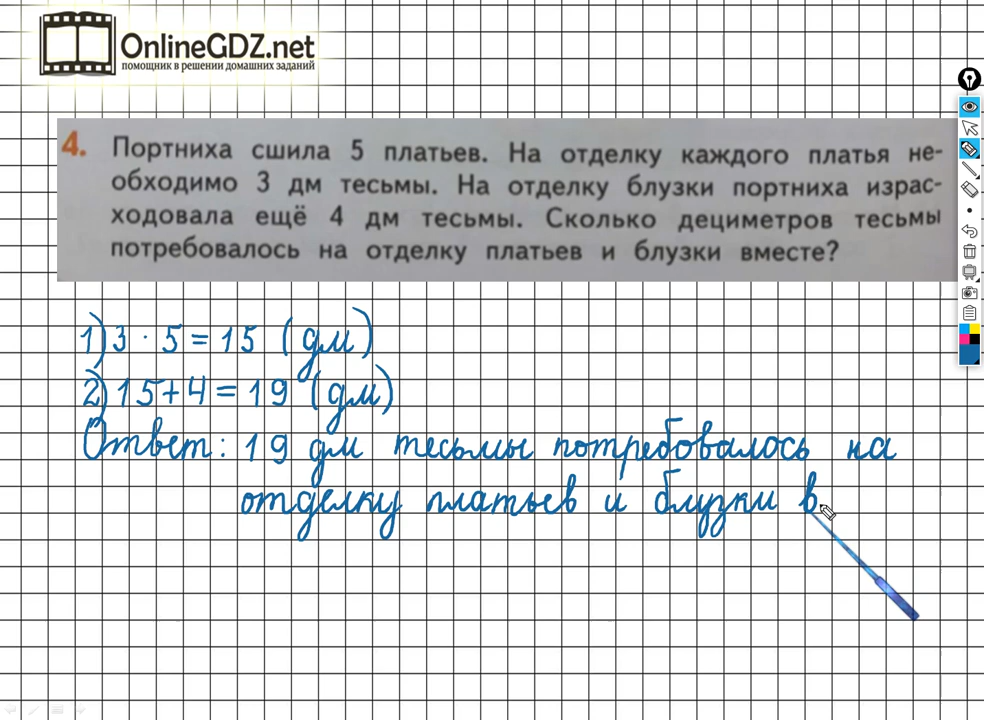 OnlineGDZ.net
помощник в решении домашних заданий
4. Портниха сшила 5 платьев. На отделку каждого платья не-
обходимо 3 дм тесьмы. На отделку блузки портниха израс-
ходовала ещё 4 дм тесьмы. Сколько дециметров тесьмы
потребовалось на отделку платьев и блузки вместе?
1) 3 · 5 = 15 (дм)
2) 15 + 4 = 19 (дм)
Ответ: 19 дм тесьмы потребовалось на
отделку платьев и блузки в